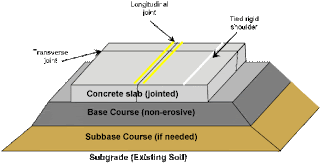 Longitudinal
joint
Tied rigid
shoulder
Transverse
joint
Concrete slab (jointed)
Base Course (non-erosive)
Subbase Course (if needed)
Subgrade (Existing Soil)